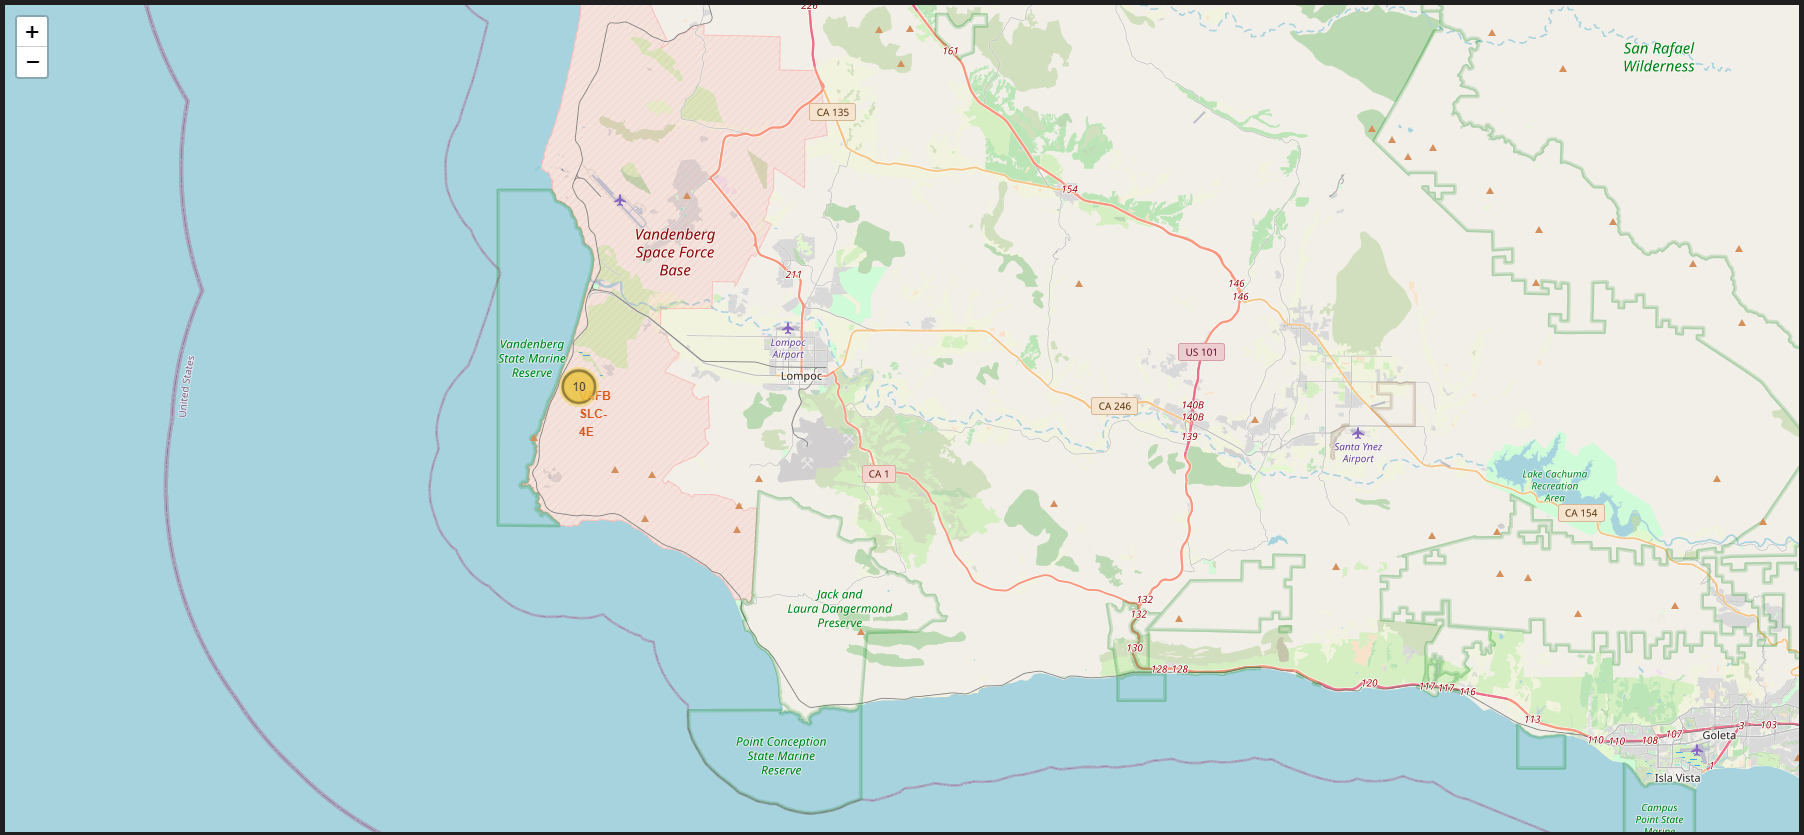 +
−
226
161
San Rafael
Wilderness
CA 135
154
Vandenberg
Space Force
Base
211
146
146
Lompoc
Airport
Vandenberg
State Marine
Reserve
US 101
United States
Lompoc
10
SLC-
4E
CA 246
140B
140B
139
Santa Ynez
Airport
CA 1
Lake Cachuma
Recreation
Area
CA 154
Jack and
Laura Dangermond
Preserve
132
132
130
128
128
120
117
117
116
113
110
110
108
107
3
103
Goleta
Point Conception
State Marine
Reserve
1
Isla Vista
Campus
Point State
Marine